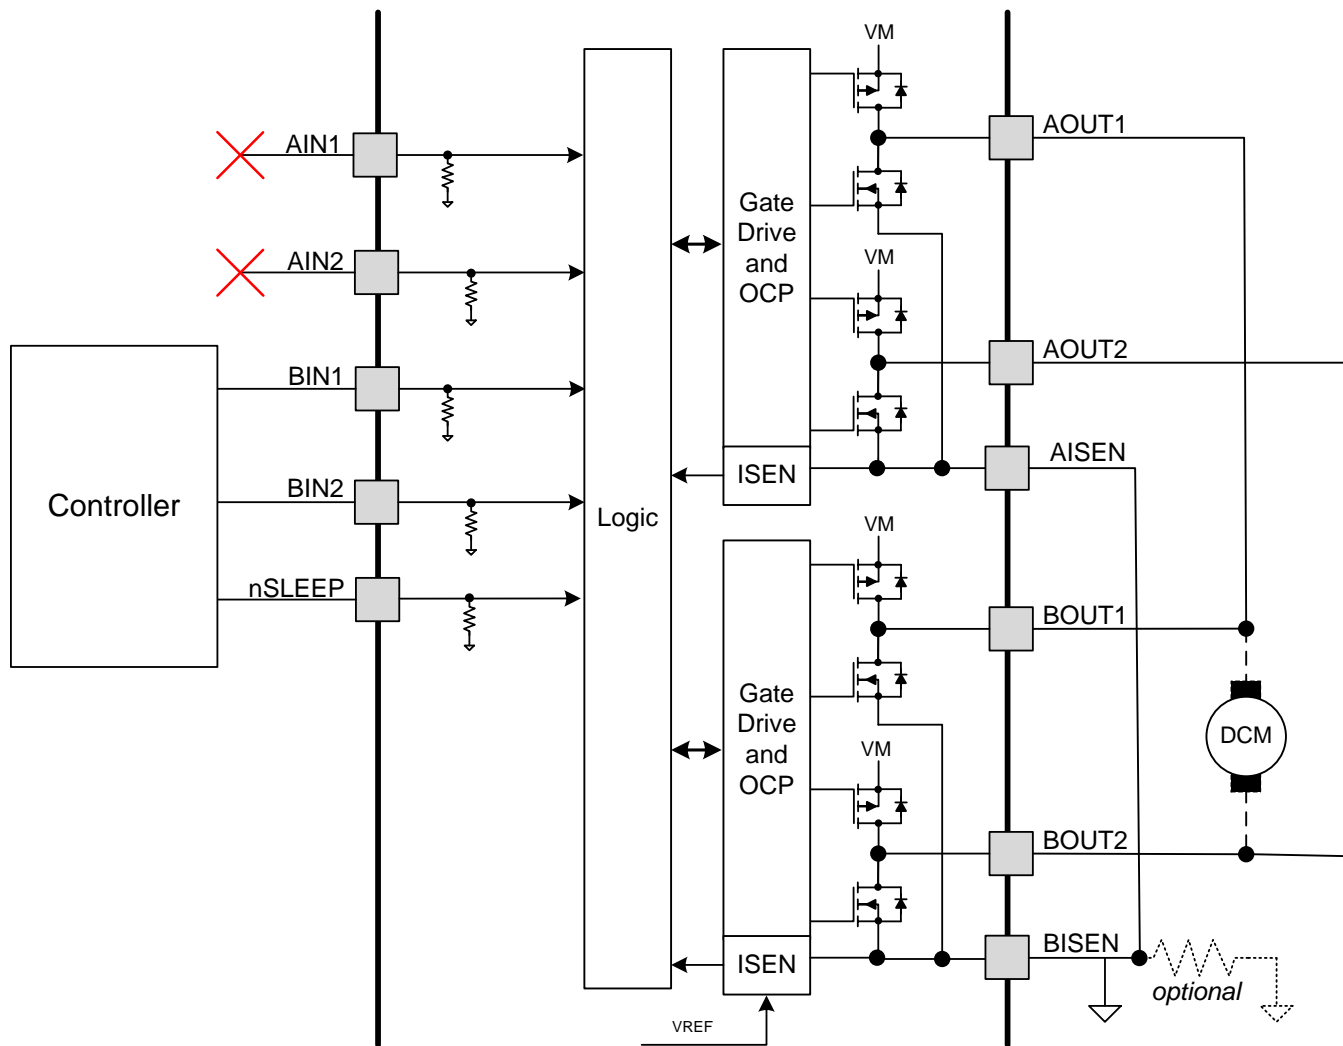 VM
AOUT1
AIN1
Gate
Drive
and
OCP
AIN2
VM
AOUT2
BIN1
AISEN
ISEN
Controller
BIN2
Logic
VM
nSLEEP
BOUT1
Gate
Drive
and
OCP
VM
DCM
BOUT2
BISEN
ISEN
optional
VREF